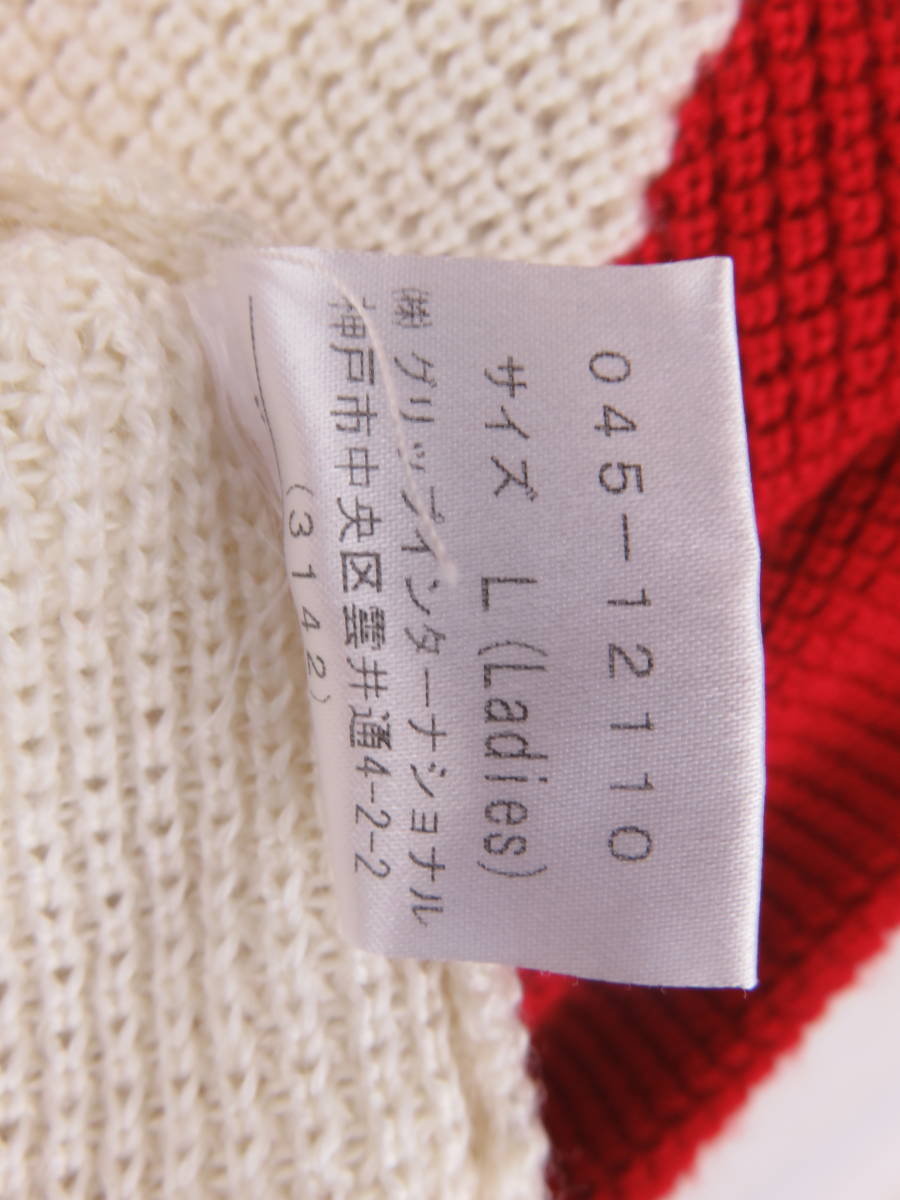 045-12110
サイズ L(Ladies)
㈱グリップインターナショナル
神戸市中央区雲井通4-2-2
(3142)